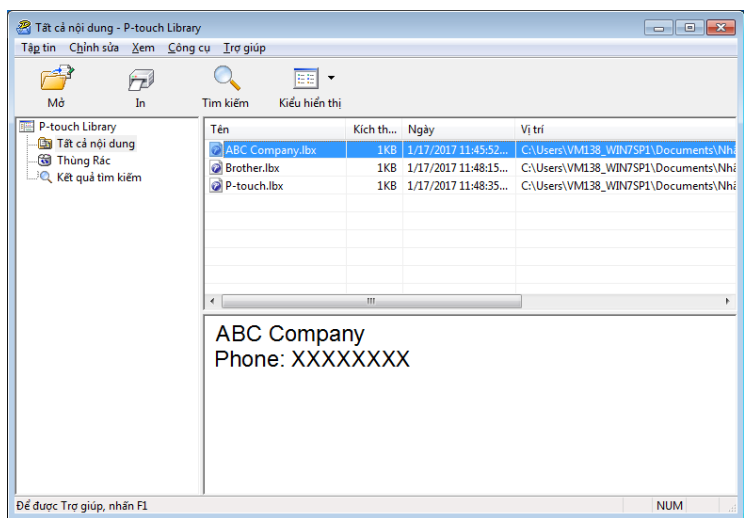 Tất cả nội dung - P-touch Library
Tập tin Chỉnh sửa Xem Công cụ Trợ giúp
Mở In Tìm kiếm Kiểu hiển thị
P-touch Library
Tất cả nội dung
Thùng Rác
Kết quả tìm kiếm
Tên Kích th... Ngày Vị trí
ABC Company.lbx 1KB 1/17/2017 11:45:52... C:\Users\VM138_WIN7SP1\Documents\Nhã
Brother.lbx 1KB 1/17/2017 11:48:15... C:\Users\VM138_WIN7SP1\Documents\Nhã
P-touch.lbx 1KB 1/17/2017 11:48:35... C:\Users\VM138_WIN7SP1\Documents\Nhã
ABC Company
Phone: XXXXXXXX
Để được Trợ giúp, nhấn F1 NUM